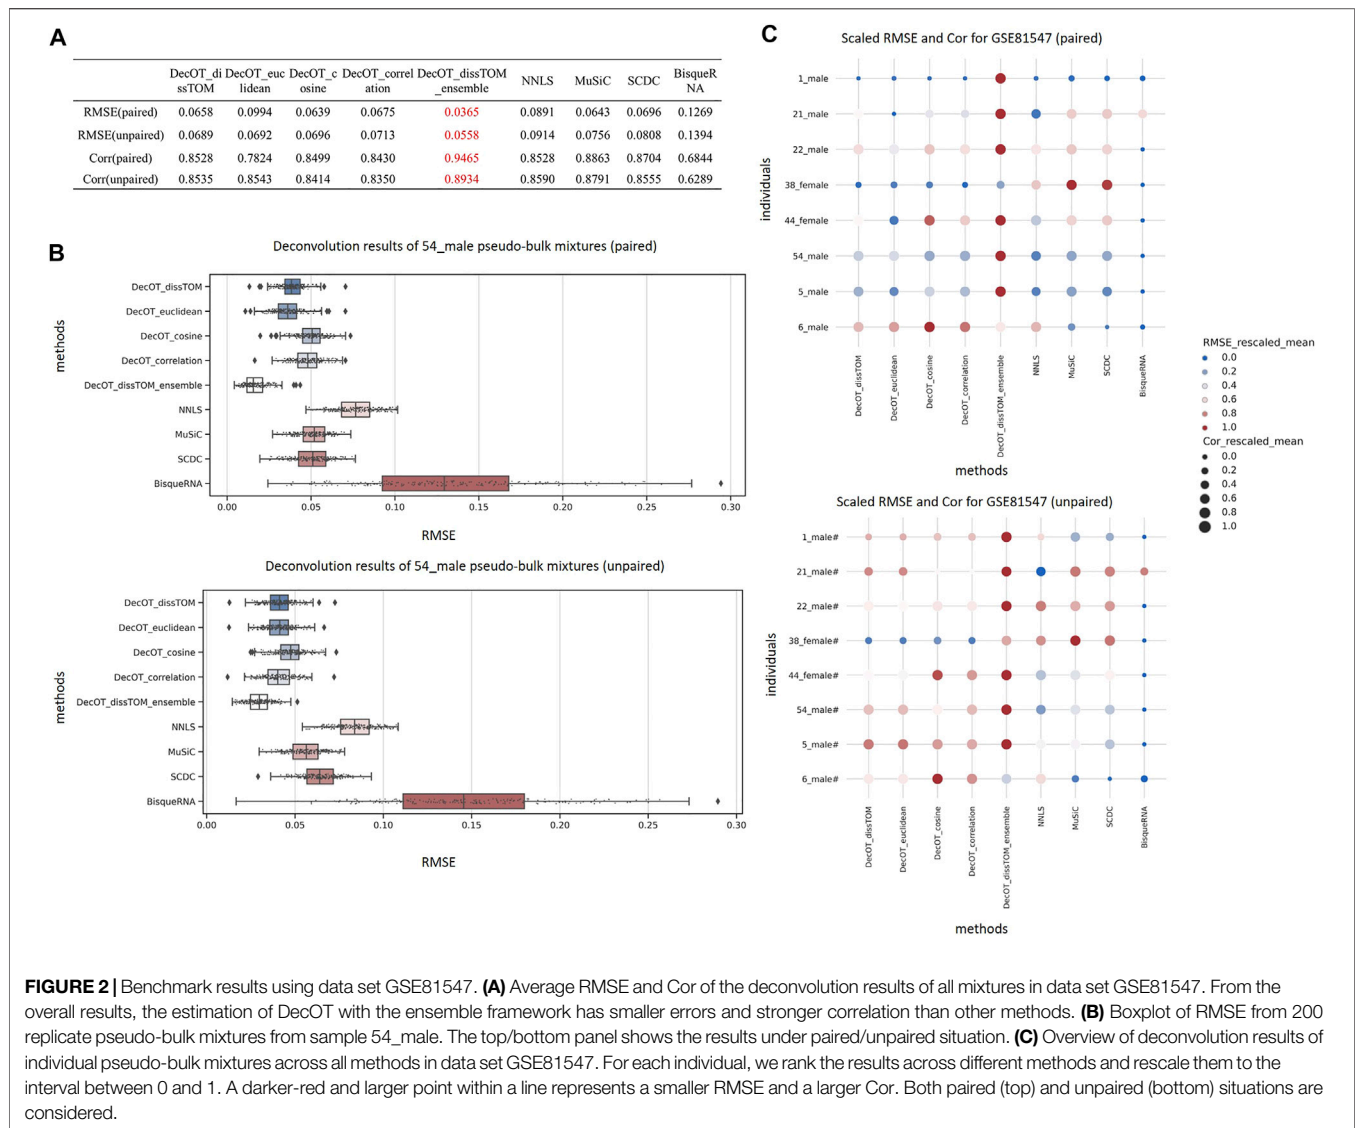 A
DecOT_di DecOT_euc DecOT_c DecOT_correl DecOT_dissTOM NNLS MuSiC SCDC BisqueR
ssTOM lidean osine ation _ensemble NA
RMSE(paired) 0.0658 0.0994 0.0639 0.0675 0.0365 0.0891 0.0643 0.0696 0.1269
RMSE(unpaired) 0.0689 0.0692 0.0696 0.0713 0.0558 0.0914 0.0756 0.0808 0.1394
Corr(paired) 0.8528 0.7824 0.8499 0.8430 0.9465 0.8528 0.8863 0.8704 0.6844
Corr(unpaired) 0.8535 0.8543 0.8414 0.8350 0.8934 0.8590 0.8791 0.8555 0.6289
B
Deconvolution results of 54_male pseudo-bulk mixtures (paired)
methods
DecOT_dissTOM
DecOT_euclidean
DecOT_cosine
DecOT_correlation
DecOT_dissTOM_ensemble
NNLS
MuSiC
SCDC
BisqueRNA
0.00 0.05 0.10 0.15 0.20 0.25 0.30
RMSE
Deconvolution results of 54_male pseudo-bulk mixtures (unpaired)
methods
DecOT_dissTOM
DecOT_euclidean
DecOT_cosine
DecOT_correlation
DecOT_dissTOM_ensemble
NNLS
MuSiC
SCDC
BisqueRNA
0.00 0.05 0.10 0.15 0.20 0.25 0.30
RMSE
C
Scaled RMSE and Cor for GSE81547 (paired)
individuals
1_male
21_male
22_male
38_female
44_female
54_male
5_male
6_male
DecOT_dissTOM
DecOT_euclidean
DecOT_cosine
DecOT_correlation
DecOT_dissTOM_ensemble
NNLS
MuSiC
SCDC
BisqueRNA
methods
RMSE_rescaled_mean
0.0
0.2
0.4
0.6
0.8
1.0
Cor_rescaled_mean
0.0
0.2
0.4
0.6
0.8
1.0
Scaled RMSE and Cor for GSE81547 (unpaired)
individuals
1_male#
21_male#
22_male#
38_female#
44_female#
54_male#
5_male#
6_male#
DecOT_dissTOM
DecOT_euclidean
DecOT_cosine
DecOT_correlation
DecOT_dissTOM_ensemble
NNLS
MuSiC
SCDC
BisqueRNA
methods
FIGURE 2 | Benchmark results using data set GSE81547. (A) Average RMSE and Cor of the deconvolution results of all mixtures in data set GSE81547. From the
overall results, the estimation of DecOT with the ensemble framework has smaller errors and stronger correlation than other methods. (B) Boxplot of RMSE from 200
replicate pseudo-bulk mixtures from sample 54_male. The top/bottom panel shows the results under paired/unpaired situation. (C) Overview of deconvolution results of
individual pseudo-bulk mixtures across all methods in data set GSE81547. For each individual, we rank the results across different methods and rescale them to the
interval between 0 and 1. A darker-red and larger point within a line represents a smaller RMSE and a larger Cor. Both paired (top) and unpaired (bottom) situations are
considered.